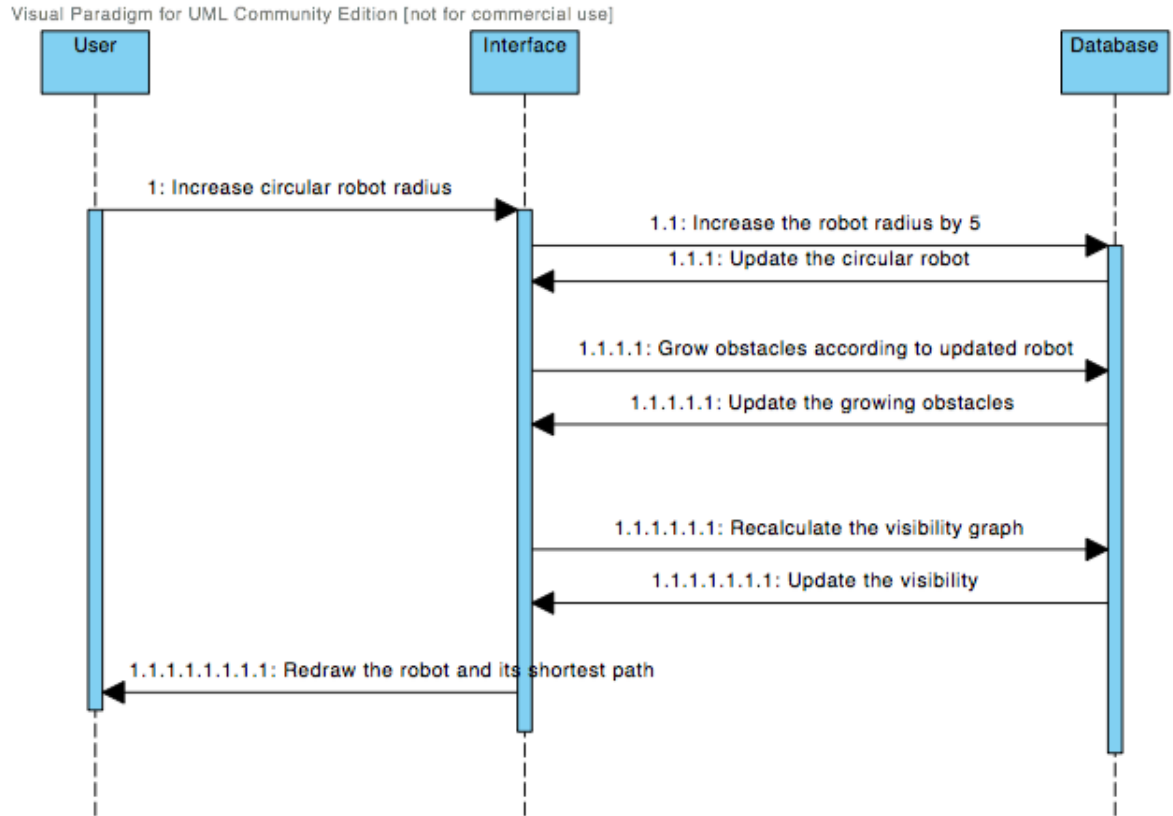 Visual Paradigm for UML Community Edition [not for commercial use]
User
Interface
Database
1: Increase circular robot radius
1.1: Increase the robot radius by 5
1.1.1: Update the circular robot
1.1.1.1: Grow obstacles according to updated robot
1.1.1.1.1: Update the growing obstacles
1.1.1.1.1.1: Recalculate the visibility graph
1.1.1.1.1.1.1: Update the visibility
1.1.1.1.1.1.1.1: Redraw the robot and its shortest path